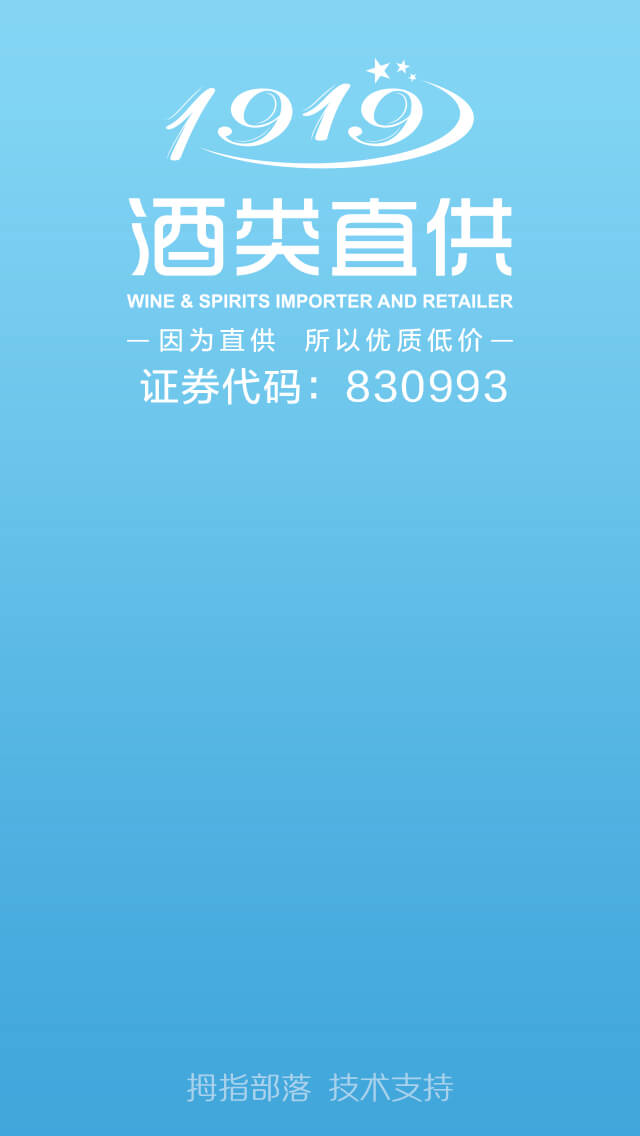 1919
酒类直供
WINE & SPIRITS IMPORTER AND RETAILER
—因为直供 所以优质低价—
证券代码：830993
拇指部落 技术支持